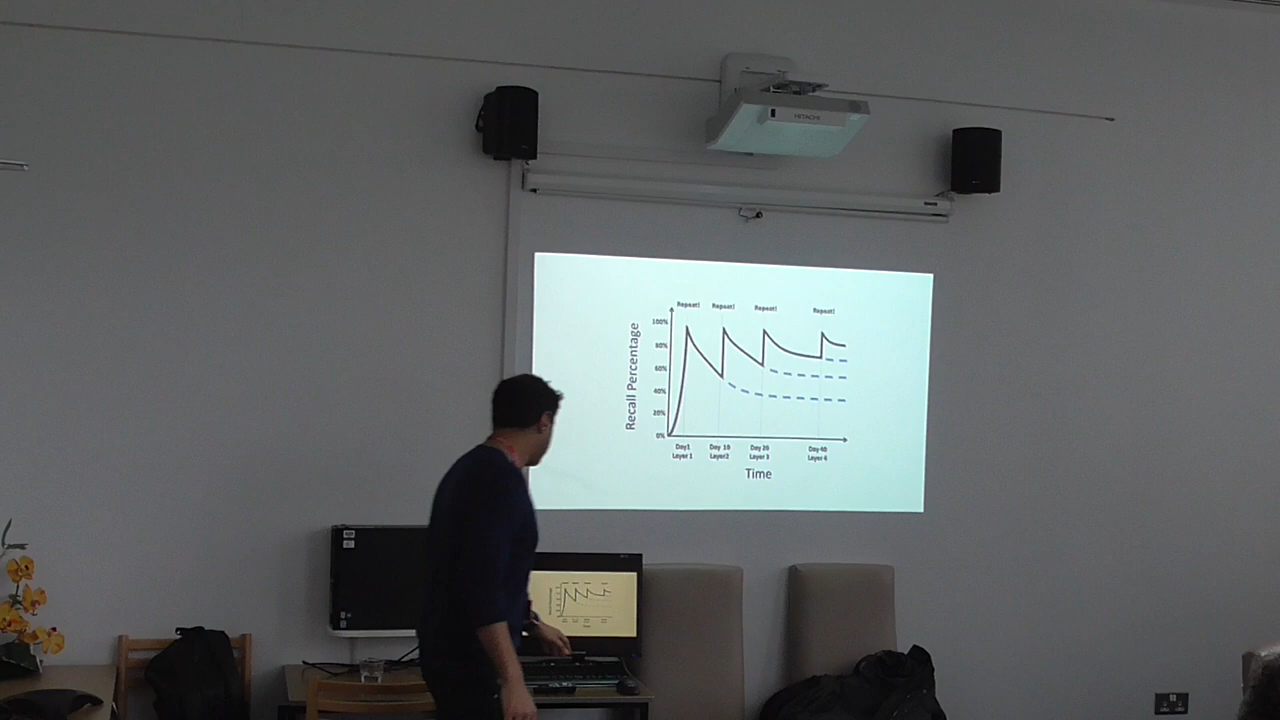 HITACHI
Repeat! Repeat! Repeat! Repeat!
100%
80%
60%
40%
20%
0%
Recall Percentage
Day1 Day 10 Day 20 Day 40
Layer 1 Layer2 Layer 3 Layer 4
Time